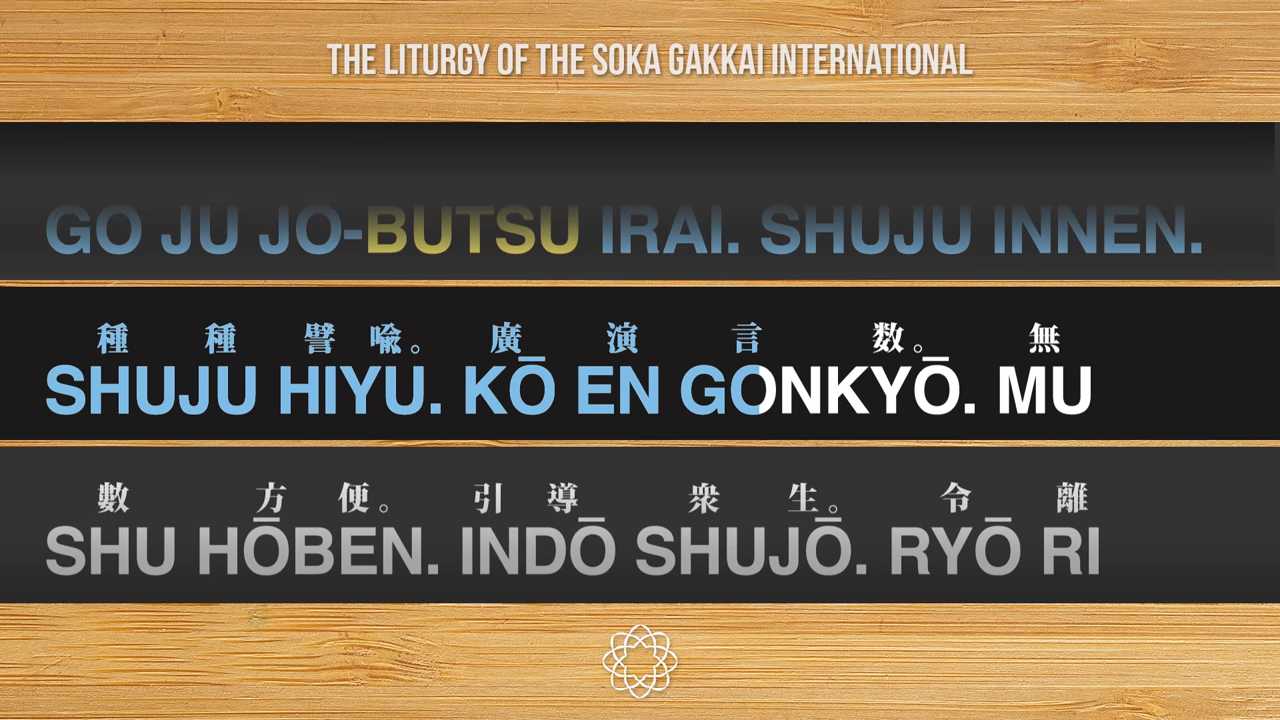 THE LITURGY OF THE SOKA GAKKAI INTERNATIONAL
GO JŪ JŌ-BUTSU IRAI. SHUJU INNEN.
種 種 譬 喩。 廣 演 言 数。 無
SHUJU HIYU. KŌ EN GONKYŌ. MU
數 方 便。 引 導 衆 生。 令 離
SHU HŌBEN. INDŌ SHUJŌ. RYŌ RI